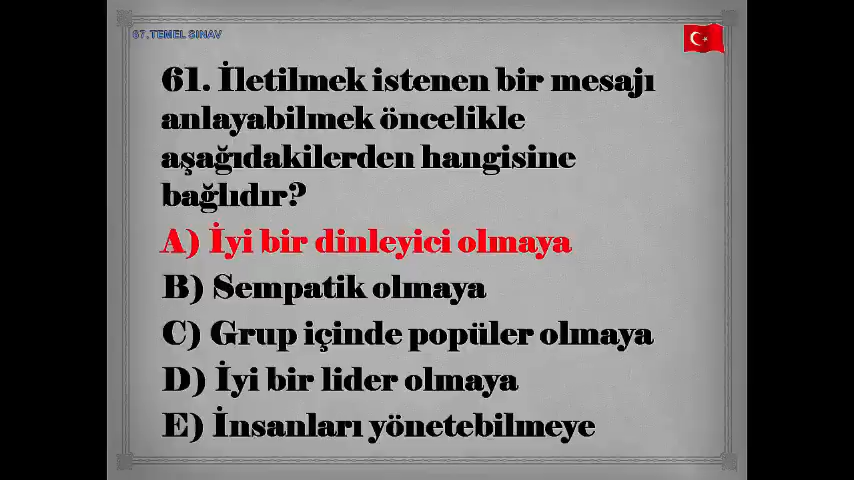 67.TEMEL SINAV
61. İletilmek istenen bir mesajı
anlayabilmek öncelikle
aşağıdakilerden hangisine
bağlıdır?
A) İyi bir dinleyici olmaya
B) Sempatik olmaya
C) Grup içinde popüler olmaya
D) İyi bir lider olmaya
E) İnsanları yönetebilmeye